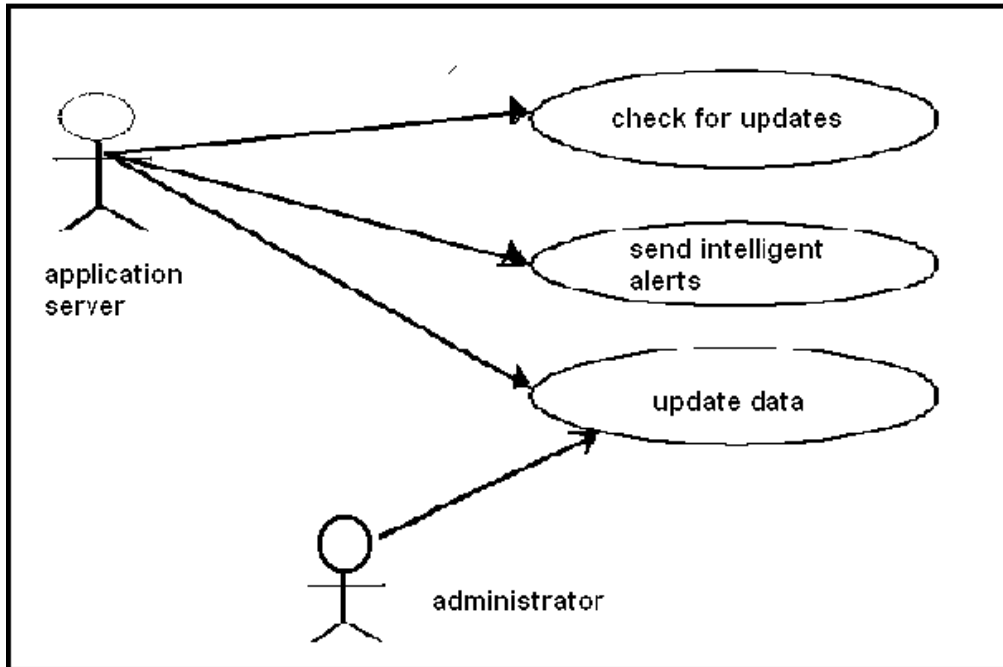 check for updates
send intelligent
alerts
application
server
update data
administrator